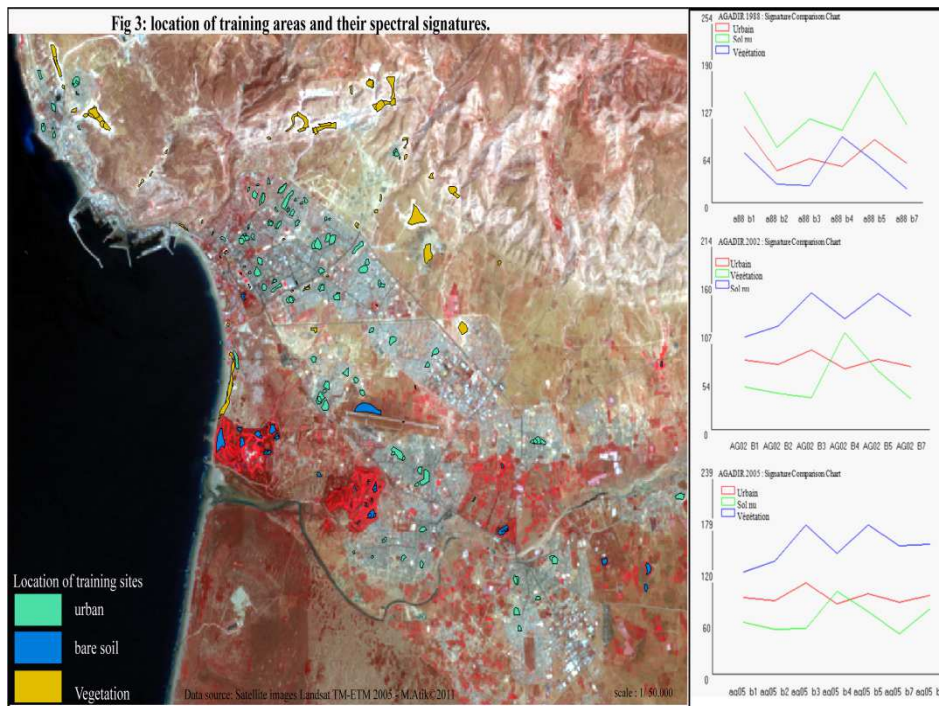 Fig 3: location of training areas and their spectral signatures.
Location of training sites
urban
bare soil
Vegetation
Data source: Satellite images Landsat TM-ETM 2005 - M.Atik©2011
scale : 1/ 50.000
AGADIR 1988 : Signature Comparison Chart
254
Urbain
Sol nu
Végétation
190
127
64
0
a88 b1 a88 b2 a88 b3 a88 b4 a88 b5 a88 b7
AGADIR 2002 : Signature Comparison Chart
214
Urbain
Végétation
Sol nu
160
107
54
0
AG02 B1 AG02 B2 AG02 B3 AG02 B4 AG02 B5 AG02 B7
AGADIR 2005 : Signature Comparison Chart
239
Urbain
Sol nu
Végétation
179
120
60
0
ag05 b1 ag05 b2 ag05 b3 ag05 b4 ag05 b5 ag05 b7 ag05 b